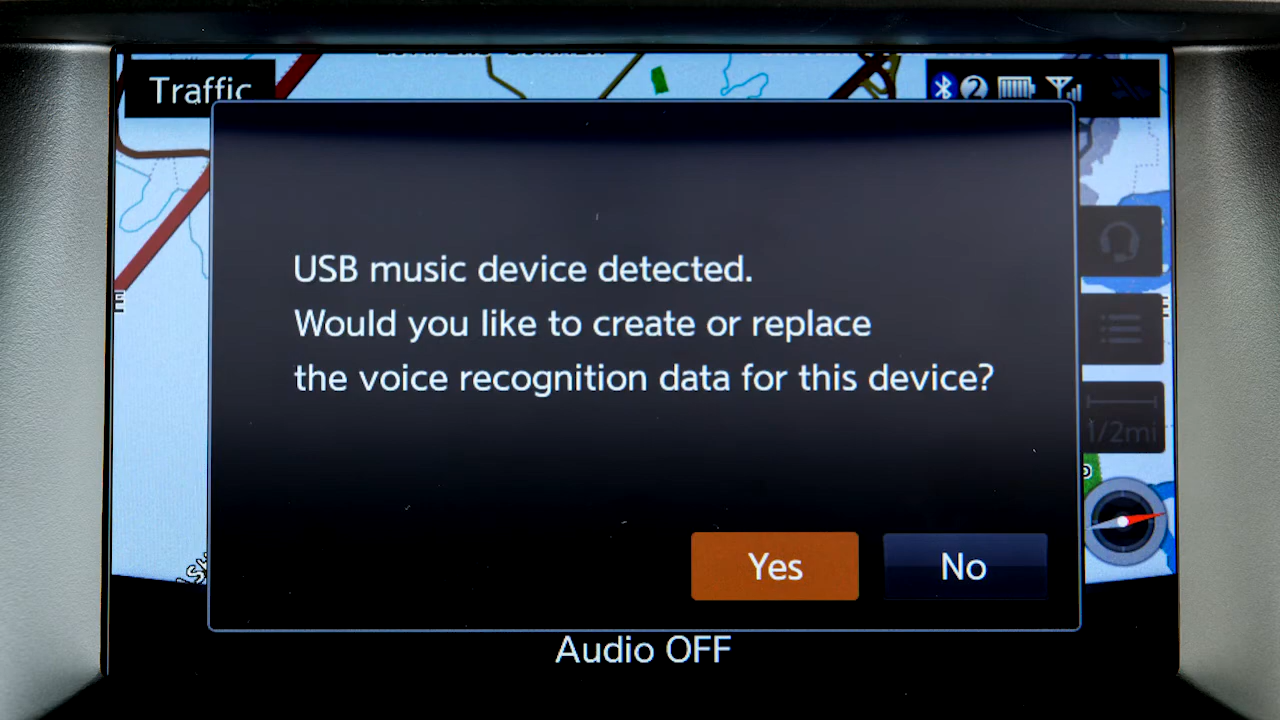 Traffic
2
USB music device detected.
Would you like to create or replace
the voice recognition data for this device?
1/2mi
Yes
No
Audio OFF